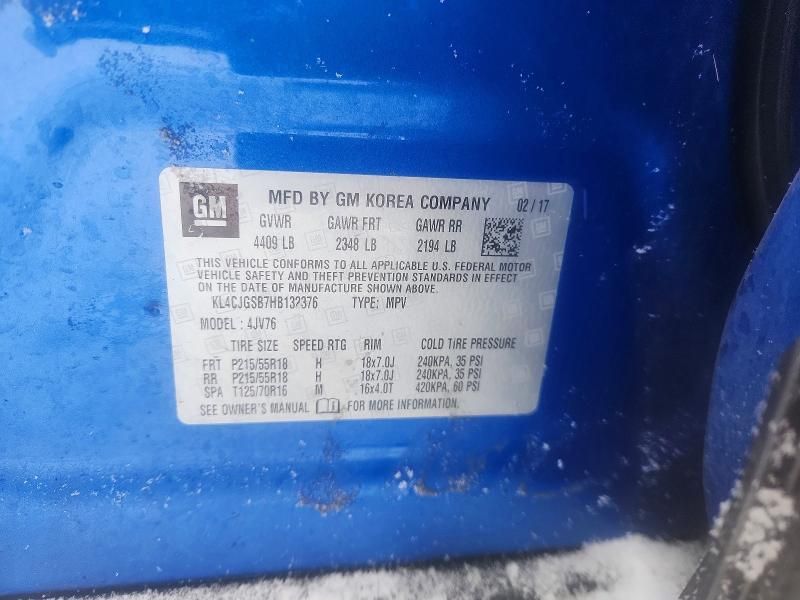 GM MFD BY GM KOREA COMPANY 02 / 17
GVWR GAWR FRT GAWR RR
4409 LB 2348 LB 2194 LB
THIS VEHICLE CONFORMS TO ALL APPLICABLE U.S. FEDERAL MOTOR
VEHICLE SAFETY AND THEFT PREVENTION STANDARDS IN EFFECT
ON THE DATE OF MANUFACTURE SHOWN ABOVE.
KL4CJGSB7HB132376 TYPE: MPV
MODEL : 4JV76
TIRE SIZE SPEED RTG RIM COLD TIRE PRESSURE
FRT P215/55R18 H 18x7.0J 240KPA, 35 PSI
RR P215/55R18 H 18x7.0J 240KPA, 35 PSI
SPA T125/70R16 M 16x4.0T 420KPA, 60 PSI
SEE OWNER'S MANUAL FOR MORE INFORMATION.